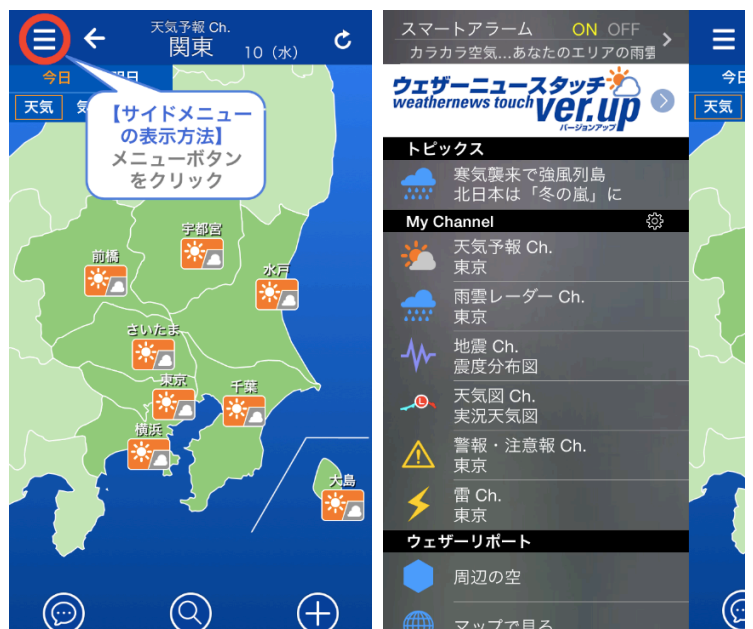 天気予報 Ch.
関東
10（水）
今日
明日
天気
【サイドメニュー
の表示方法】
メニューボタン
をクリック
宇都宮
前橋
水戸
さいたま
東京
千葉
横浜
大島
スマートアラーム ON OFF
カラカラ空気...あなたのエリアの雨雲
ウェザーニュースタッチ
weathernews touch ver.up
バージョンアップ
トピックス
寒気襲来で強風列島
北日本は「冬の嵐」に
My Channel
天気予報 Ch.
東京
雨雲レーダー Ch.
東京
地震 Ch.
震度分布図
L
天気図 Ch.
実況天気図
警報・注意報 Ch.
東京
雷 Ch.
東京
ウェザーリポート
周辺の空
マップで見る
今日
天気